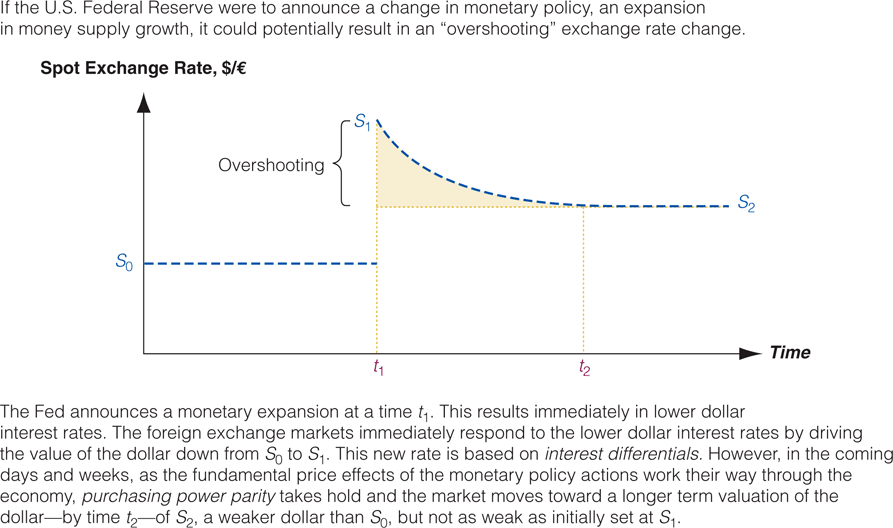 If the U.S. Federal Reserve were to announce a change in monetary policy, an expansion
in money supply growth, it could potentially result in an “overshooting” exchange rate change.
Spot Exchange Rate, $/€
S1
Overshooting
S2
S0
Time
t1
t2
The Fed announces a monetary expansion at a time t1. This results immediately in lower dollar
interest rates. The foreign exchange markets immediately respond to the lower dollar interest rates by driving
the value of the dollar down from S0 to S1. This new rate is based on interest differentials. However, in the coming
days and weeks, as the fundamental price effects of the monetary policy actions work their way through the
economy, purchasing power parity takes hold and the market moves toward a longer term valuation of the
dollar—by time t2—of S2, a weaker dollar than S0, but not as weak as initially set at S1.